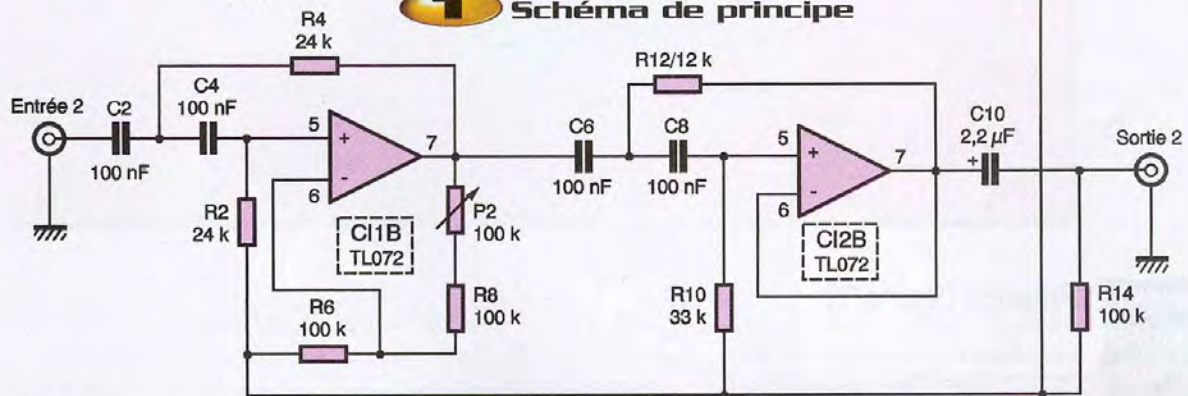 1
Schéma de principe
R4
24 k
R12/12 k
Entrée 2
C2
100 nF
C4
100 nF
5
+
7
-
6
R2
24 k
CI1B
TL072
P2
100 k
R6
100 k
R8
100 k
C6
100 nF
C8
100 nF
5
+
7
-
6
CI2B
TL072
R10
33 k
C10
2,2 µF
+
Sortie 2
R14
100 k